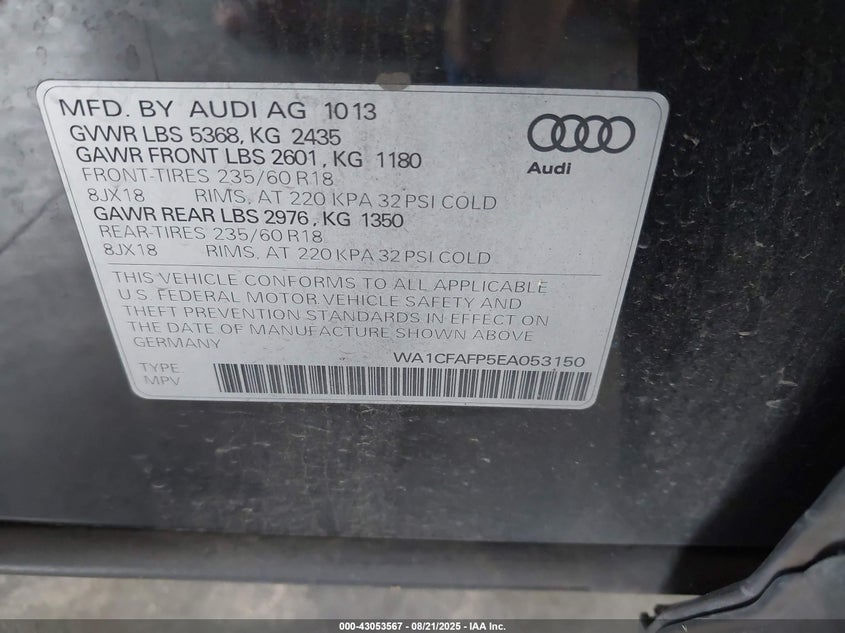 MFD. BY AUDI AG 10 13
GVWR LBS 5368, KG 2435
GAWR FRONT LBS 2601, KG 1180
FRONT-TIRES 235/60 R18
8JX18 RIMS, AT 220 KPA 32 PSI COLD
GAWR REAR LBS 2976, KG 1350
REAR-TIRES 235/60 R18
8JX18 RIMS, AT 220 KPA 32 PSI COLD
Audi
THIS VEHICLE CONFORMS TO ALL APPLICABLE
U.S. FEDERAL MOTOR VEHICLE SAFETY AND
THEFT PREVENTION STANDARDS IN EFFECT ON
THE DATE OF MANUFACTURE SHOWN ABOVE
GERMANY
WA1CFAFP5EA053150
TYPE
MPV
000-43053567 - 08/21/2025 - IAA Inc.